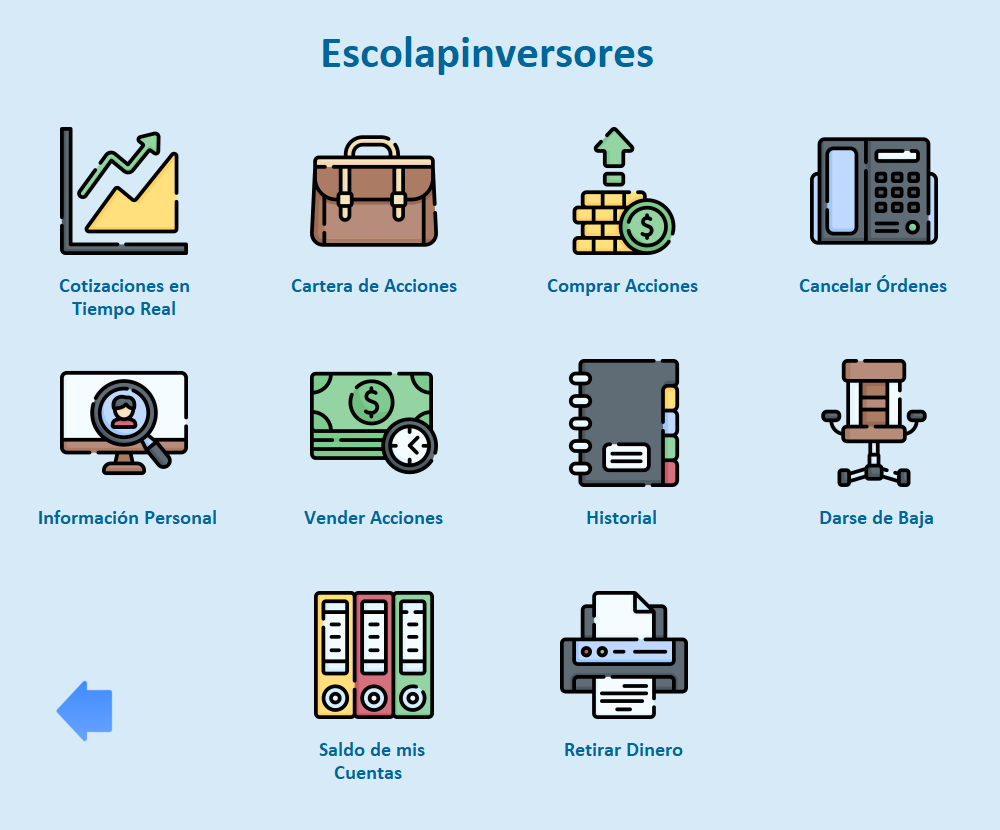 Escolapinversores
Cotizaciones en
Tiempo Real
Cartera de Acciones
Comprar Acciones
Cancelar Órdenes
Información Personal
Vender Acciones
Historial
Darse de Baja
Saldo de mis
Cuentas
Retirar Dinero